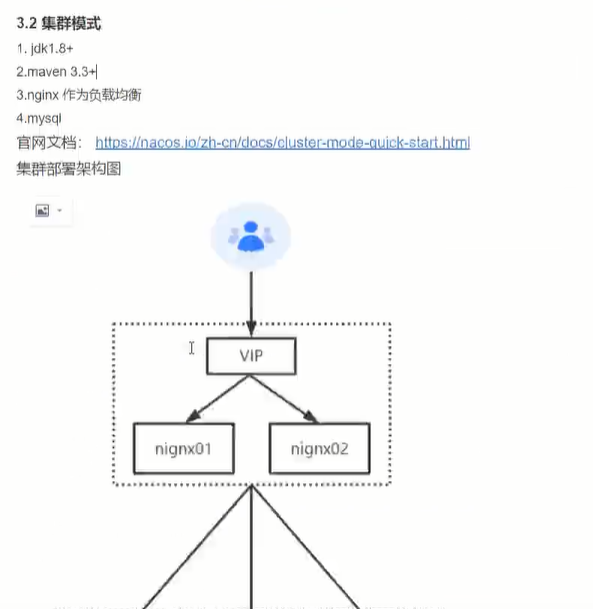 3.2 集群模式
1. jdk1.8+
2.maven 3.3+
3.nginx 作为负载均衡
4.mysql
官网文档： https://nacos.io/zh-cn/docs/cluster-mode-quick-start.html
集群部署架构图
VIP
nignx01
nignx02